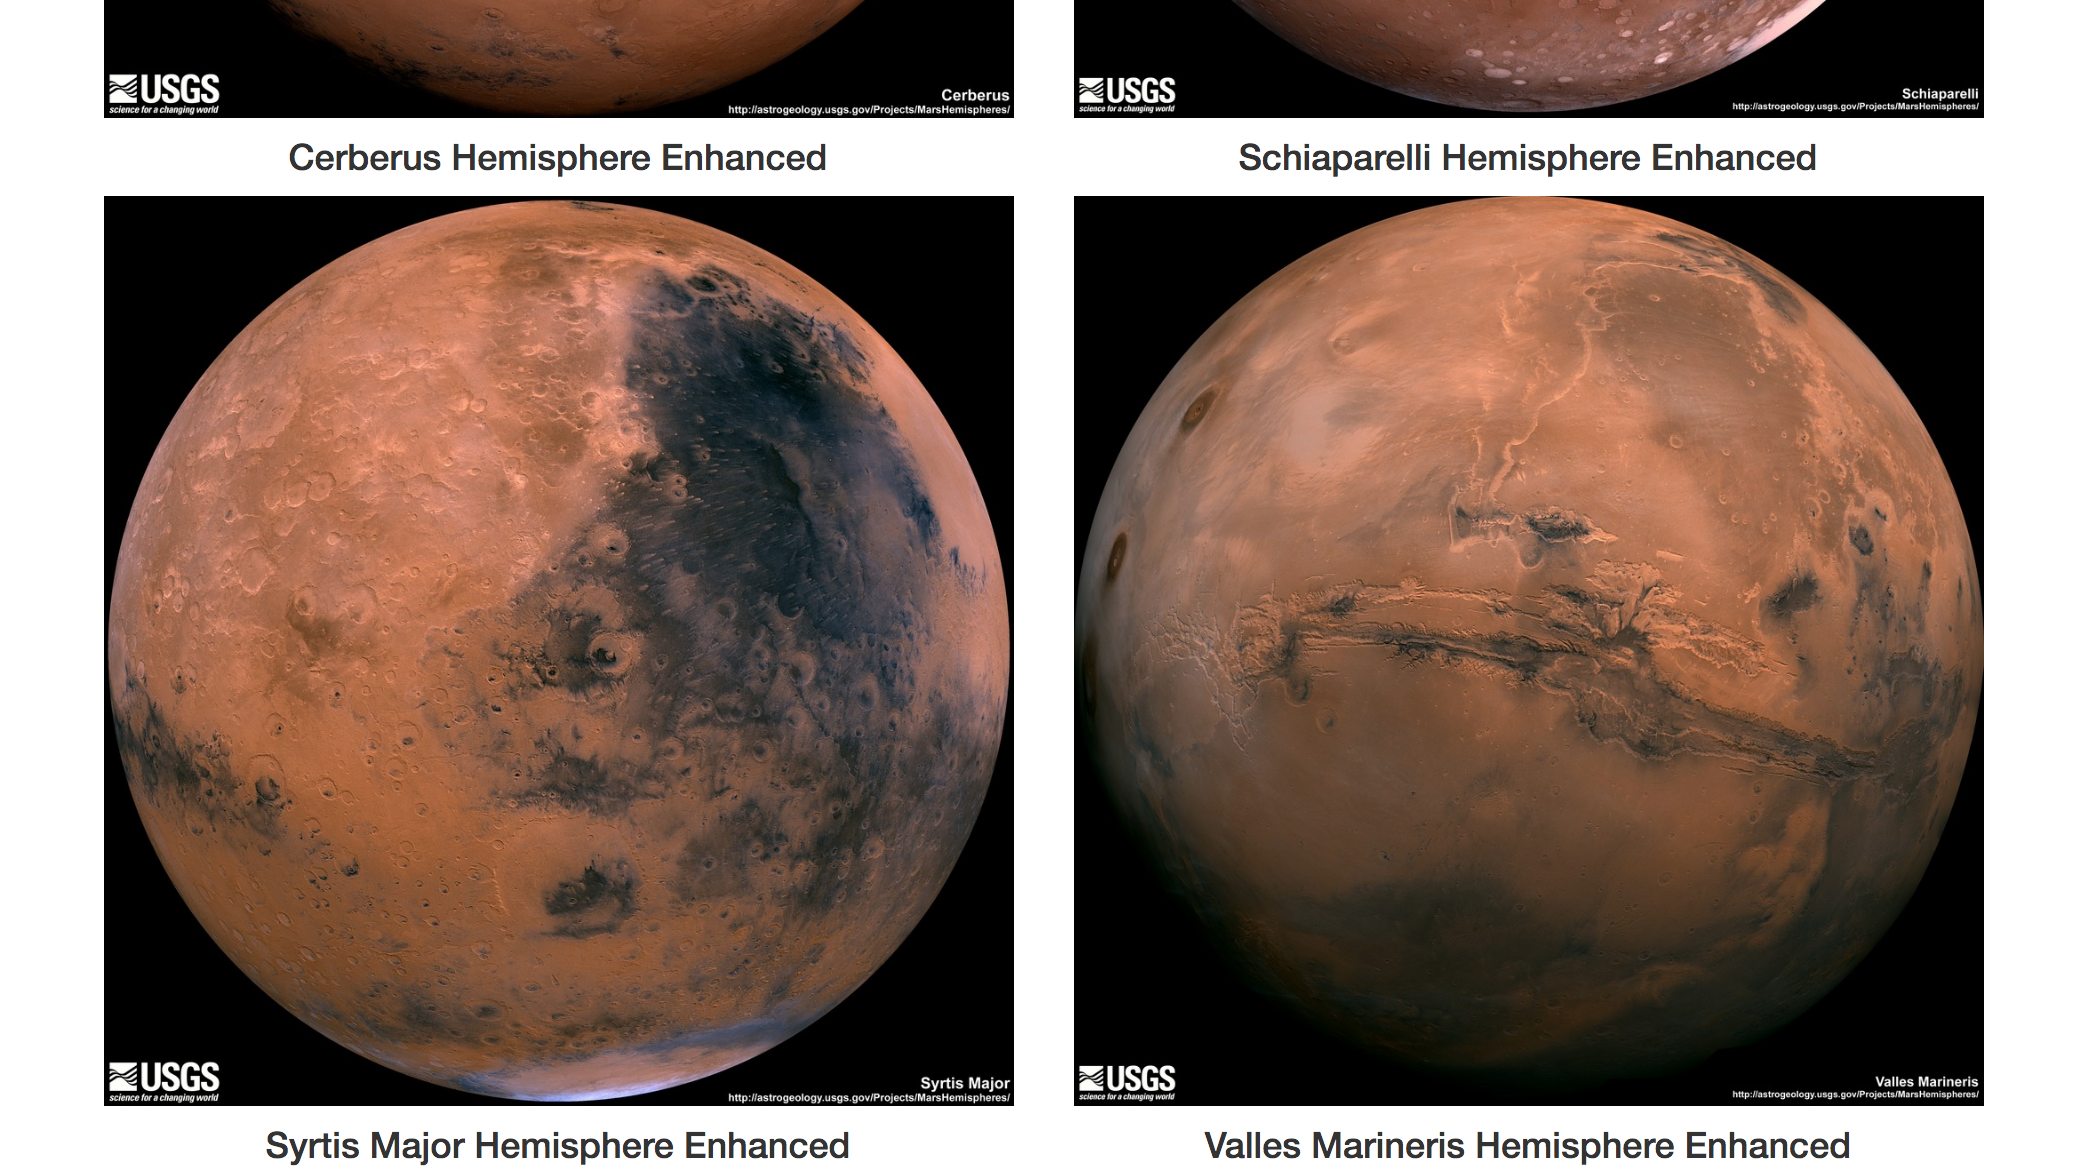 USGS
science for a changing world
Cerberus
http://astrogeology.usgs.gov/Projects/MarsHemispheres/
USGS
science for a changing world
Schiaparelli
http://astrogeology.usgs.gov/Projects/MarsHemispheres/
Cerberus Hemisphere Enhanced
Schiaparelli Hemisphere Enhanced
USGS
science for a changing world
Syrtis Major
http://astrogeology.usgs.gov/Projects/MarsHemispheres/
USGS
science for a changing world
Valles Marineris
http://astrogeology.usgs.gov/Projects/MarsHemispheres/
Syrtis Major Hemisphere Enhanced
Valles Marineris Hemisphere Enhanced